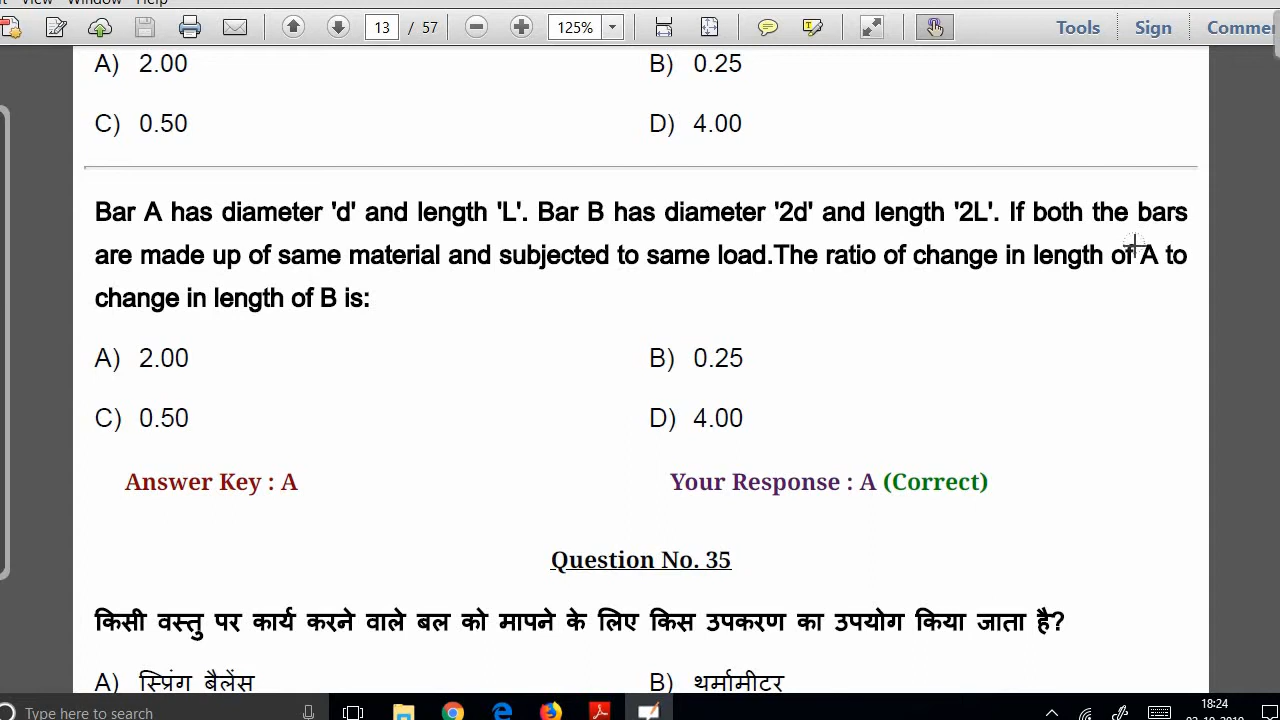 Window Help
13 / 57 125% Tools Sign Comme
A) 2.00 B) 0.25
C) 0.50 D) 4.00
Bar A has diameter 'd' and length 'L'. Bar B has diameter '2d' and length '2L'. If both the bars
are made up of same material and subjected to same load.The ratio of change in length of A to
change in length of B is:
A) 2.00 B) 0.25
C) 0.50 D) 4.00
Answer Key : A Your Response : A (Correct)
Question No. 35
किसी वस्तु पर कार्य करने वाले बल को मापने के लिए किस उपकरण का उपयोग किया जाता है?
A) स्प्रिंग बैलेंस B) थर्मामीटर
Type here to search 18:24